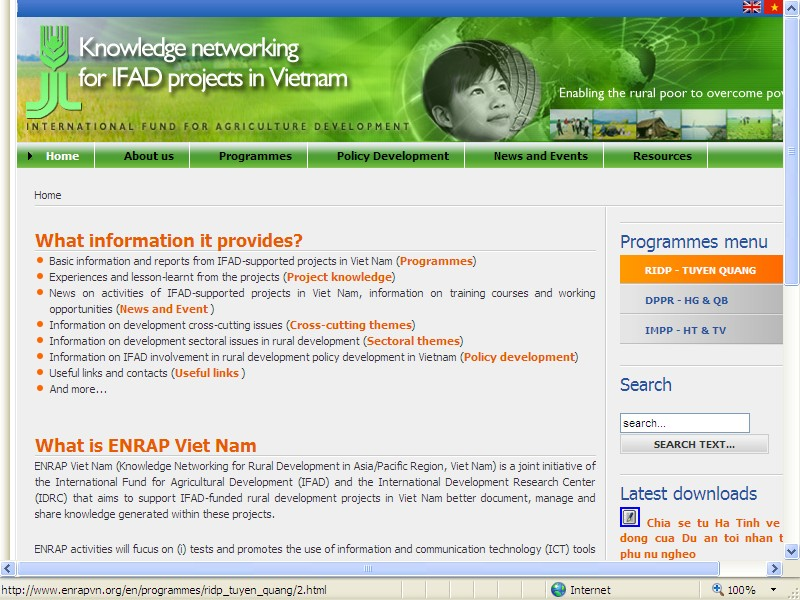 Knowledge networking
for IFAD projects in Vietnam
Enabling the rural poor to overcome pov
INTERNATIONAL FUND FOR AGRICULTURE DEVELOPMENT
Home About us Programmes Policy Development News and Events Resources
Home
What information it provides?
Basic information and reports from IFAD-supported projects in Viet Nam (Programmes)
Experiences and lesson-learnt from the projects (Project knowledge)
News on activities of IFAD-supported projects in Viet Nam, information on training courses and working
opportunities (News and Event )
Information on development cross-cutting issues (Cross-cutting themes)
Information on development sectoral issues in rural development (Sectoral themes)
Information on IFAD involvement in rural development policy development in Vietnam (Policy development)
Useful links and contacts (Useful links )
And more...
What is ENRAP Viet Nam
ENRAP Viet Nam (Knowledge Networking for Rural Development in Asia/Pacific Region, Viet Nam) is a joint initiative of
the International Fund for Agricultural Development (IFAD) and the International Development Research Center
(IDRC) that aims to support IFAD-funded rural development projects in Viet Nam better document, manage and
share knowledge generated within these projects.
ENRAP activities will focus on (i) tests and promotes the use of information and communication technology (ICT) tools
Programmes menu
RIDP - TUYEN QUANG
DPPR - HG & QB
IMPP - HT & TV
Search
search...
SEARCH TEXT...
Latest downloads
Chia se tu Ha Tinh ve
dong cua Du an toi nhan t
phu nu ngheo
http://www.enrapvn.org/en/programmes/ridp_tuyen_quang/2.html Internet 100%